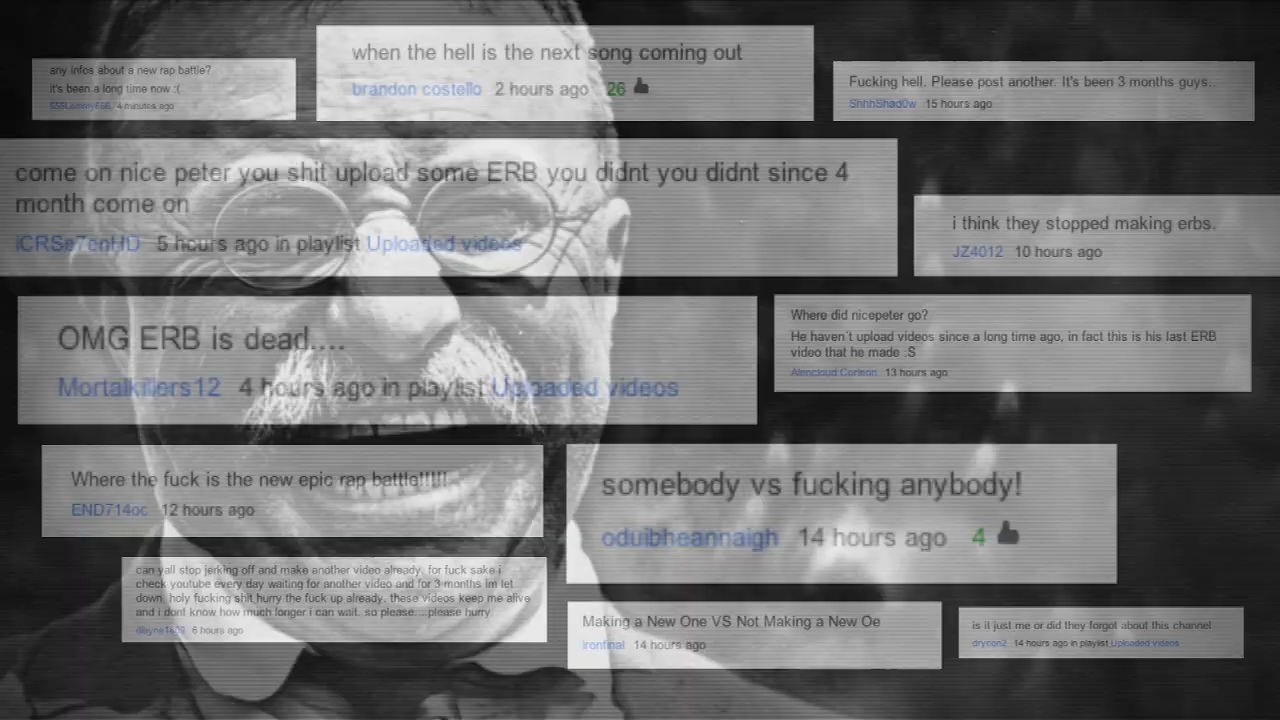 any infos about a new rap battle?
it's been a long time now :(
4 minutes ago
when the hell is the next song coming out
brandon costello 2 hours ago 26
Fucking hell. Please post another. It's been 3 months guys..
ShhhShad0w 15 hours ago
come on nice peter you shit upload some ERB you didnt you didnt since 4
month come on
iCRSe7enHD 5 hours ago in playlist Uploaded videos
i think they stopped making erbs.
JZ4012 10 hours ago
OMG ERB is dead....
Mortalkillers12 4 hours ago in playlist Uploaded videos
Where did nicepeter go?
He haven't upload videos since a long time ago, in fact this is his last ERB
video that he made :S
Alencloud Corleon 13 hours ago
Where the fuck is the new epic rap battle!!!!!
END714oc 12 hours ago
somebody vs fucking anybody!
oduibheannaigh 14 hours ago 4
can yall stop jerking off and make another video already. for fuck sake i
check youtube every day waiting for another video and for 3 months im let
down. holy fucking shit hurry the fuck up already. these videos keep me alive
and i dont know how much longer i can wait. so please....please hurry
6 hours ago
Making a New One VS Not Making a New Oe
ironfinal 14 hours ago
is it just me or did they forgot about this channel
drycon2 14 hours ago in playlist Uploaded videos